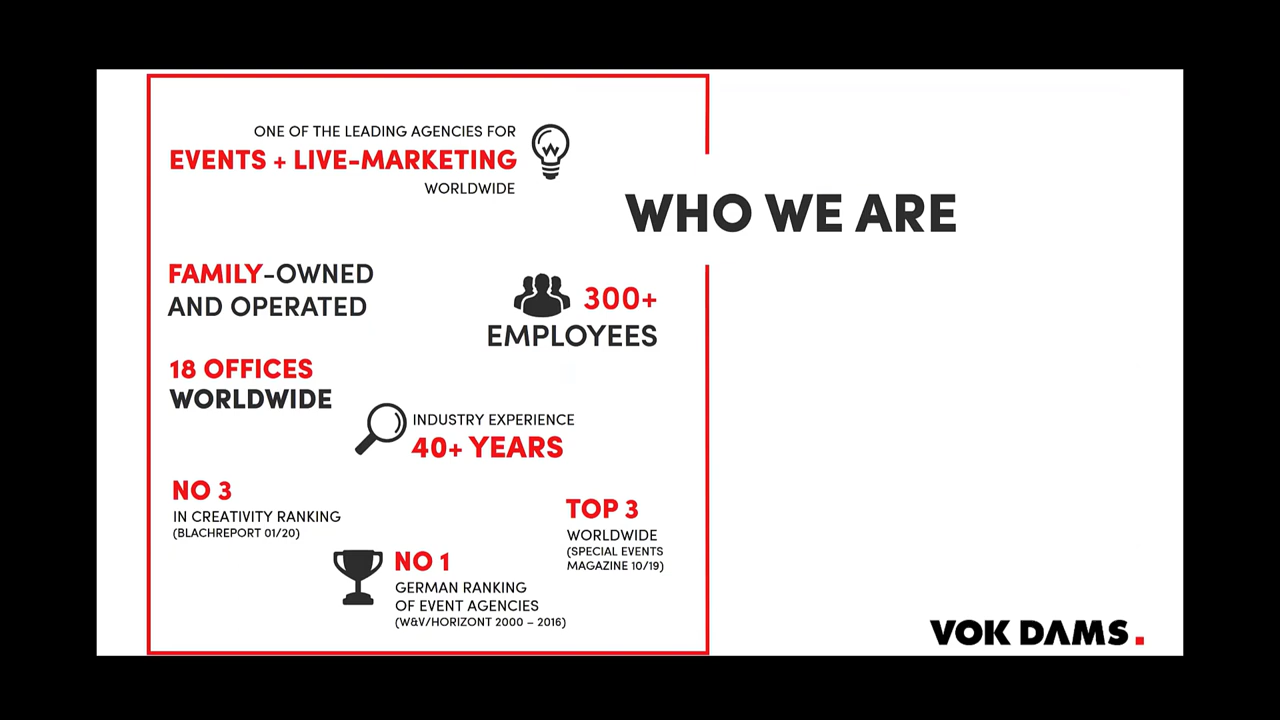 ONE OF THE LEADING AGENCIES FOR
EVENTS + LIVE-MARKETING
WORLDWIDE
WHO WE ARE
FAMILY-OWNED
AND OPERATED
300+
EMPLOYEES
18 OFFICES
WORLDWIDE
INDUSTRY EXPERIENCE
40+ YEARS
NO 3
IN CREATIVITY RANKING
(BLACHREPORT 01/20)
TOP 3
WORLDWIDE
(SPECIAL EVENTS
MAGAZINE 10/19)
NO 1
GERMAN RANKING
OF EVENT AGENCIES
(W&V/HORIZONT 2000 – 2016)
VOK DAMS.